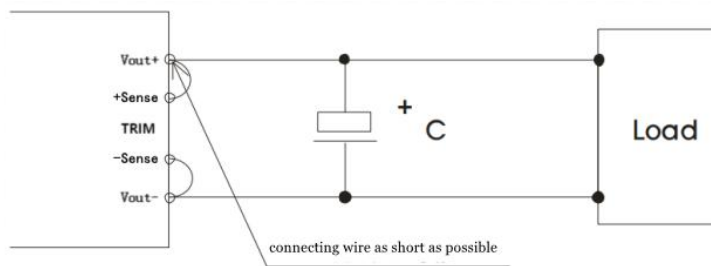 Vout+
+Sense
TRIM
-Sense
Vout-
+
C
Load
connecting wire as short as possible